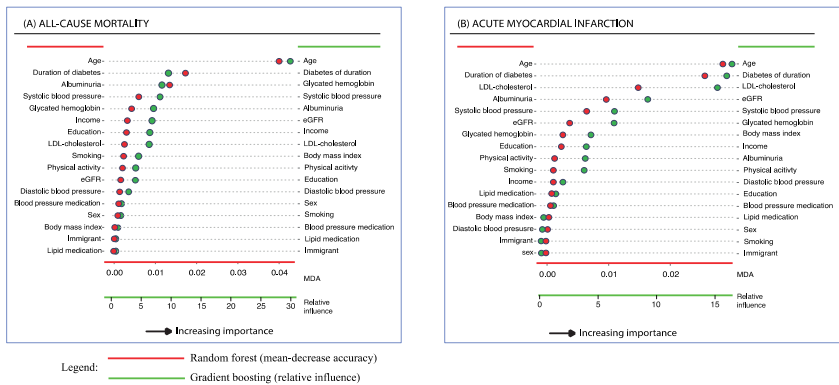 (A) ALL-CAUSE MORTALITY
Age
Duration of diabetes
Albuminuria
Systolic blood pressure
Glycated hemoglobin
Income
Education
LDL-cholesterol
Smoking
Physical activity
eGFR
Diastolic blood pressure
Blood pressure medication
Sex
Body mass index
Immigrant
Lipid medication
Age
Diabetes of duration
Glycated hemoglobin
Systolic blood pressure
Albuminuria
eGFR
Income
LDL-cholesterol
Body mass index
Physical acitivity
Education
Diastolic blood pressure
Sex
Smoking
Blood pressure medication
Lipid medication
Immigrant
0.00 0.01 0.02 0.03 0.04 MDA
0 5 10 15 20 25 30 Relative
influence
Increasing importance
(B) ACUTE MYOCARDIAL INFARCTION
Age
Duration of diabetes
LDL-cholesterol
Albuminuria
Systolic blood pressure
eGFR
Glycated hemoglobin
Education
Physical activity
Smoking
Income
Lipid medication
Blood pressure medication
Body mass index
Diastolic blood presusre
Immigrant
sex
Age
Diabetes of duration
LDL-cholesterol
eGFR
Systolic blood pressure
Glycated hemoglobin
Body mass index
Income
Albuminuria
Physical acitivity
Diastolic blood pressure
Education
Blood pressure medication
Lipid medication
Sex
Smoking
Immigrant
0.00 0.01 0.02 MDA
0 5 10 15 Relative
influence
Increasing importance
Legend:
Random forest (mean-decrease accuracy)
Gradient boosting (relative influence)